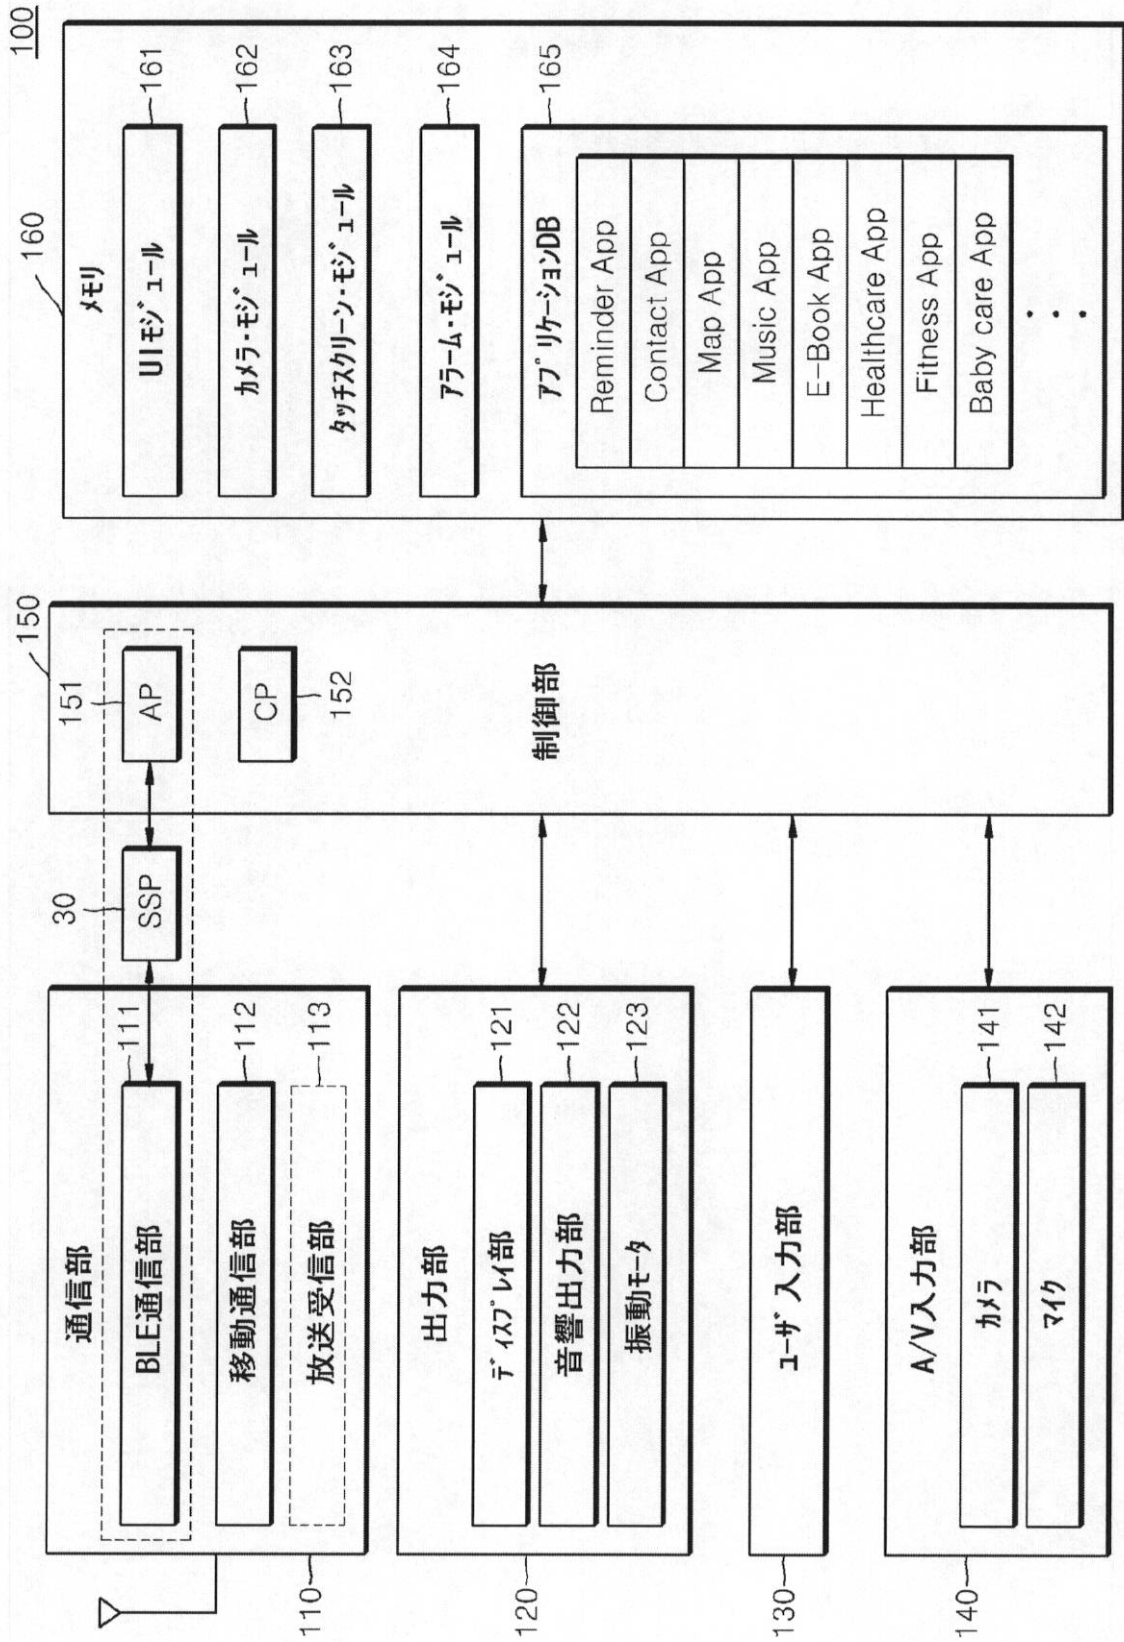 100
160
メモリ
UIモジュール
161
カメラ・モジュール
162
タッチスクリーン・モジュール
163
アラーム・モジュール
164
アプリケーションDB
165
Reminder App
Contact App
Map App
Music App
E-Book App
Healthcare App
Fitness App
Baby care App
150
制御部
AP
151
CP
152
SSP
30
通信部
BLE通信部
111
移動通信部
112
放送受信部
113
110
出力部
ディスプレイ部
121
音響出力部
122
振動モータ
123
120
ユーザ入力部
130
A/V入力部
カメラ
141
マイク
142
140